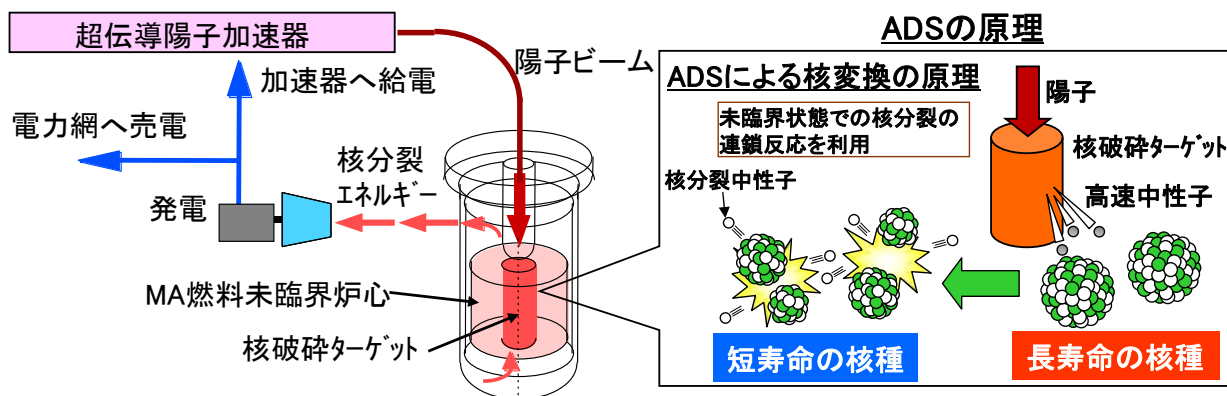 超伝導陽子加速器
加速器へ給電
電力網へ売電
発電
核分裂
エネルギー
陽子ビーム
MA燃料未臨界炉心
核破砕ターゲット
ADSの原理
ADSによる核変換の原理
未臨界状態での核分裂の
連鎖反応を利用
陽子
核破砕ターゲット
高速中性子
核分裂中性子
短寿命の核種
長寿命の核種